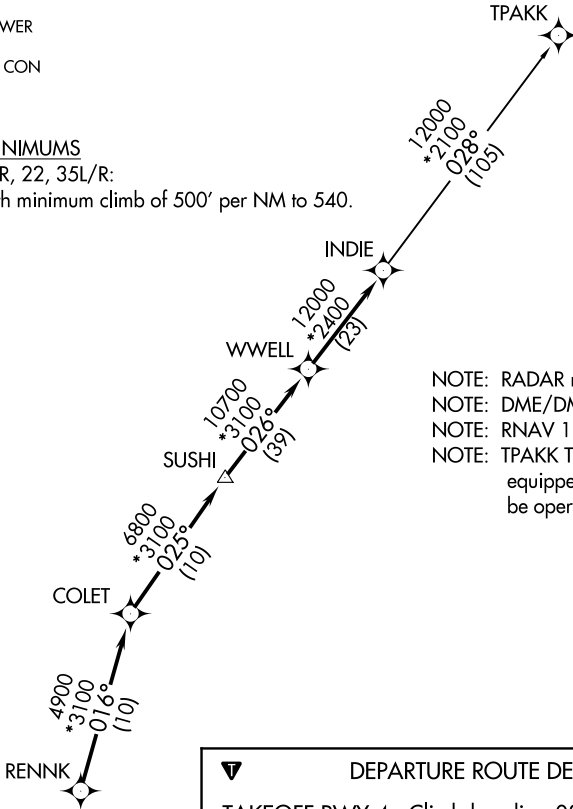 TPAKK
WER
CON
12000
*2100
028°
(105)
NIMUMS
R, 22, 35L/R:
h minimum climb of 500' per NM to 540.
INDIE
12000
*2400
(23)
WWELL
10700
*3100
026°
(39)
NOTE: RADAR
NOTE: DME/DM
NOTE: RNAV 1
NOTE: TPAKK T
equippe
be oper
SUSHI
6800
*3100
025°
(10)
COLET
4900
*3100
016°
(10)
RENNK
T
DEPARTURE ROUTE DE